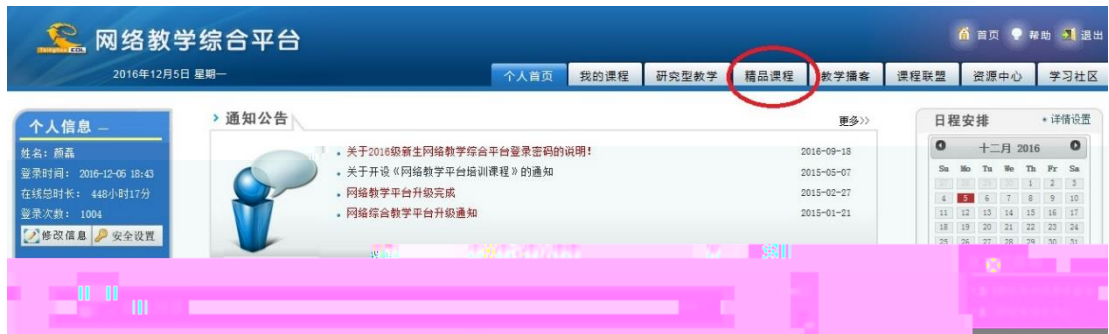 网络教学综合平台
首页 帮助 退出
2016年12月5日 星期一
个人首页 我的课程 研究型教学 精品课程 教学播客 课程联盟 资源中心 学习社区
个人信息
姓名：颜磊
登录时间： 2016-12-05 18:43
在线总时长： 448小时17分
登录次数： 1004
修改信息 安全设置
通知公告
更多>>
关于2016级新生网络教学综合平台登录密码的说明! 2016-09-18
关于开设《网络教学平台培训课程》的通知 2015-05-07
网络教学平台升级完成 2015-02-27
网络综合教学平台升级通知 2015-01-21
日程安排 详情设置
十二月 2016
Su Mo Tu We Th Fr Sa
27 28 29 30 1 2 3
4 5 6 7 8 9 10
11 12 13 14 15 16 17
18 19 20 21 22 23 24
25 26 27 28 29 30 31